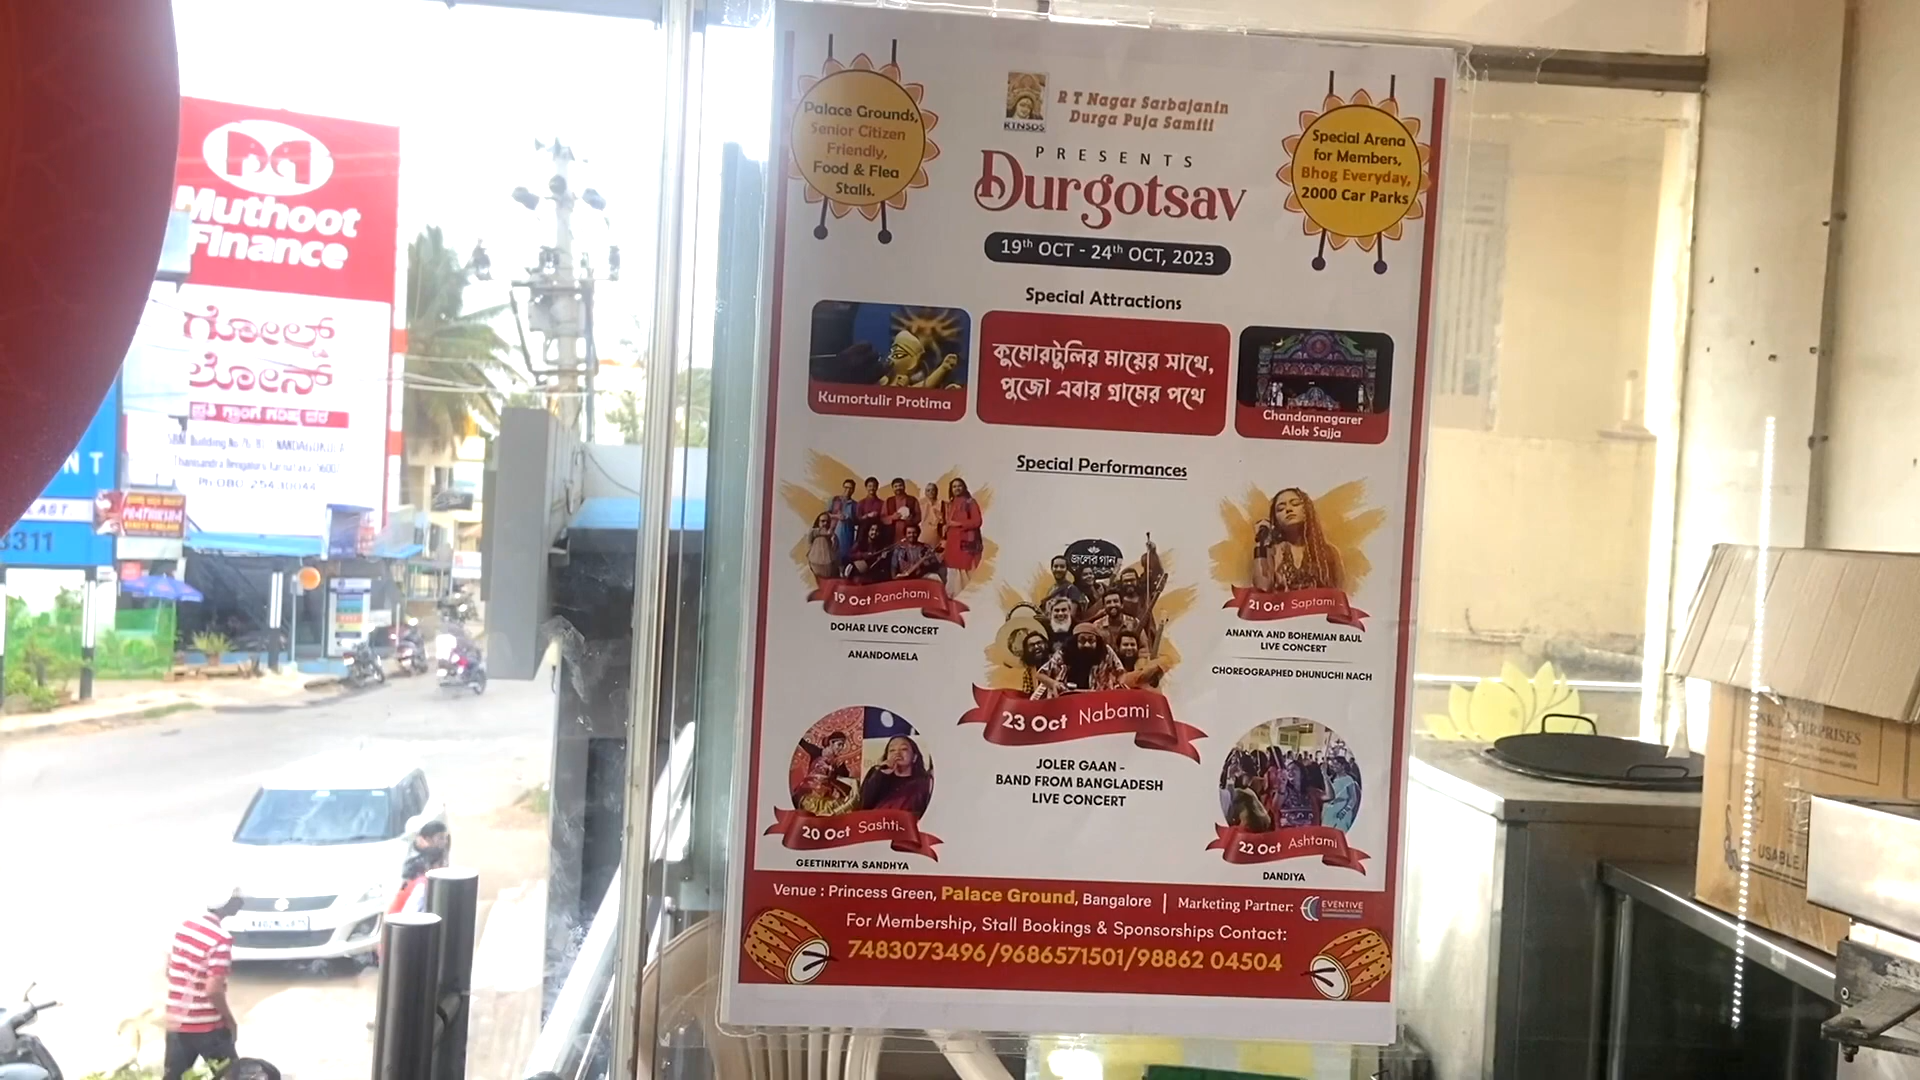 Muthoot
Finance
ಗೋಲ್ಡ್
ಲೋನ್
311
Palace Grounds,
Senior Citizen
Friendly,
Food & Flea
Stalls.
R T Nagar Sarbajanin
Durga Puja Samiti
PRESENTS
Durgotsav
19th OCT - 24th OCT, 2023
Special Arena
for Members,
Bhog Everyday,
2000 Car Parks
Special Attractions
Kumortulir Protima
কুমোরটুলির মায়ের সাথে,
পুজো এবার গ্রামের পথে
Chandannagarer
Alok Sajja
Special Performances
19 Oct Panchami -
DOHAR LIVE CONCERT
ANANDOMELA
জলের গান
23 Oct Nabami -
JOLER GAAN -
BAND FROM BANGLADESH
LIVE CONCERT
21 Oct Saptami -
ANANYA AND BOHEMIAN BAUL
LIVE CONCERT
CHOREOGRAPHED DHUNUCHI NACH
20 Oct Sashti-
GEETINRITYA SANDHYA
22 Oct Ashtami
DANDIYA
Venue : Princess Green, Palace Ground, Bangalore | Marketing Partner: EVENTIVE
For Membership, Stall Bookings & Sponsorships Contact:
7483073496/9686571501/98862 04504